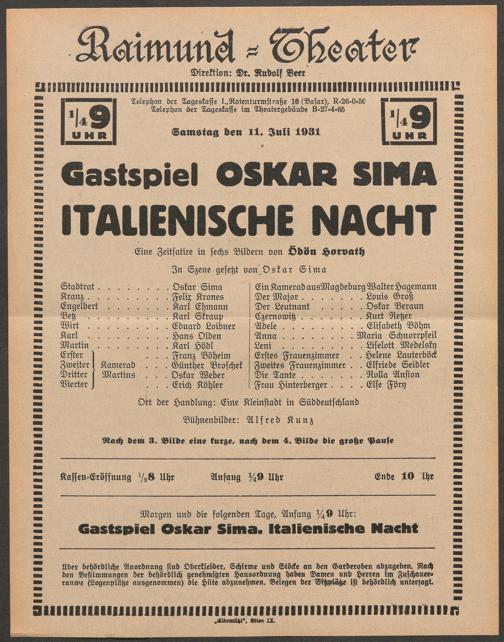 Raimund-Theater
Direktion: Dr. Rudolf Beer
1/4 9 UHR
Telephon der Tageskasse I., Rotenturmstraße 16 (Basar), R-26-0-56
Telephon der Tageskasse im Theatergebäude B-27-4-65
1/4 9 UHR
Samstag den 11. Juli 1931
Gastspiel OSKAR SIMA
ITALIENISCHE NACHT
Eine Zeitsatire in sechs Bildern von Ödön Horvath
In Szene gesetzt von Oskar Sima
Stadtrat . . . . . . . . Oskar Sima
Kranz . . . . . . . . . Felix Krones
Engelbert . . . . . . . Karl Ehmann
Betz . . . . . . . . . Karl Skraup
Wirt . . . . . . . . . Eduard Loibner
Karl . . . . . . . . . Hans Olden
Martin . . . . . . . . Karl Hödl
Erster } Franz Böheim
Zweiter } Kamerad . . . Günther Broschek
Dritter } Martins . . . Oskar Weber
Vierter } Erich Köhler
Ein Kamerad aus Magdeburg Walter Hagemann
Der Major . . . . . . . Louis Groß
Der Leutnant . . . . . . Oskar Beraun
Czernowitz . . . . . . . Kurt Retzer
Adele . . . . . . . . . Elisabeth Böhm
Anna . . . . . . . . . Maria Schnorrpfeil
Leni . . . . . . . . . Liselott Medelsky
Erstes Frauenzimmer . . Helene Lauterböck
Zweites Frauenzimmer . . Elfriede Seidler
Die Tante . . . . . . . Rolla Ansion
Frau Hinterberger . . . Else Föry
Ort der Handlung: Eine Kleinstadt in Süddeutschland
Bühnenbilder: Alfred Kunz
Nach dem 3. Bilde eine kurze, nach dem 4. Bilde die große Pause
Kassen-Eröffnung 1/2 8 Uhr Anfang 1/4 9 Uhr Ende 10 Uhr
Morgen und die folgenden Tage, Anfang 1/4 9 Uhr:
Gastspiel Oskar Sima. Italienische Nacht
Über behördliche Anordnung sind Oberkleider, Schirme und Stöcke an den Garderoben abzugeben. Nach
den Bestimmungen der behördlich genehmigten Hausordnung haben Damen und Herren im Zuschauer-
raume (Logenplätze ausgenommen) die Hüte abzunehmen. Belegen der Sitzplätze ist behördlich untersagt.
„Elbemühl“, Wien IX.